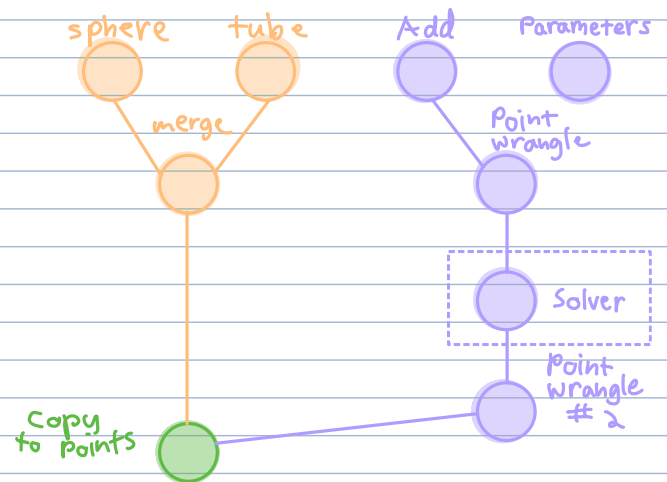 sphere
tube
Add
Parameters
merge
Point
wrangle
Solver
Point
Wrangle
# 2
Copy
to points